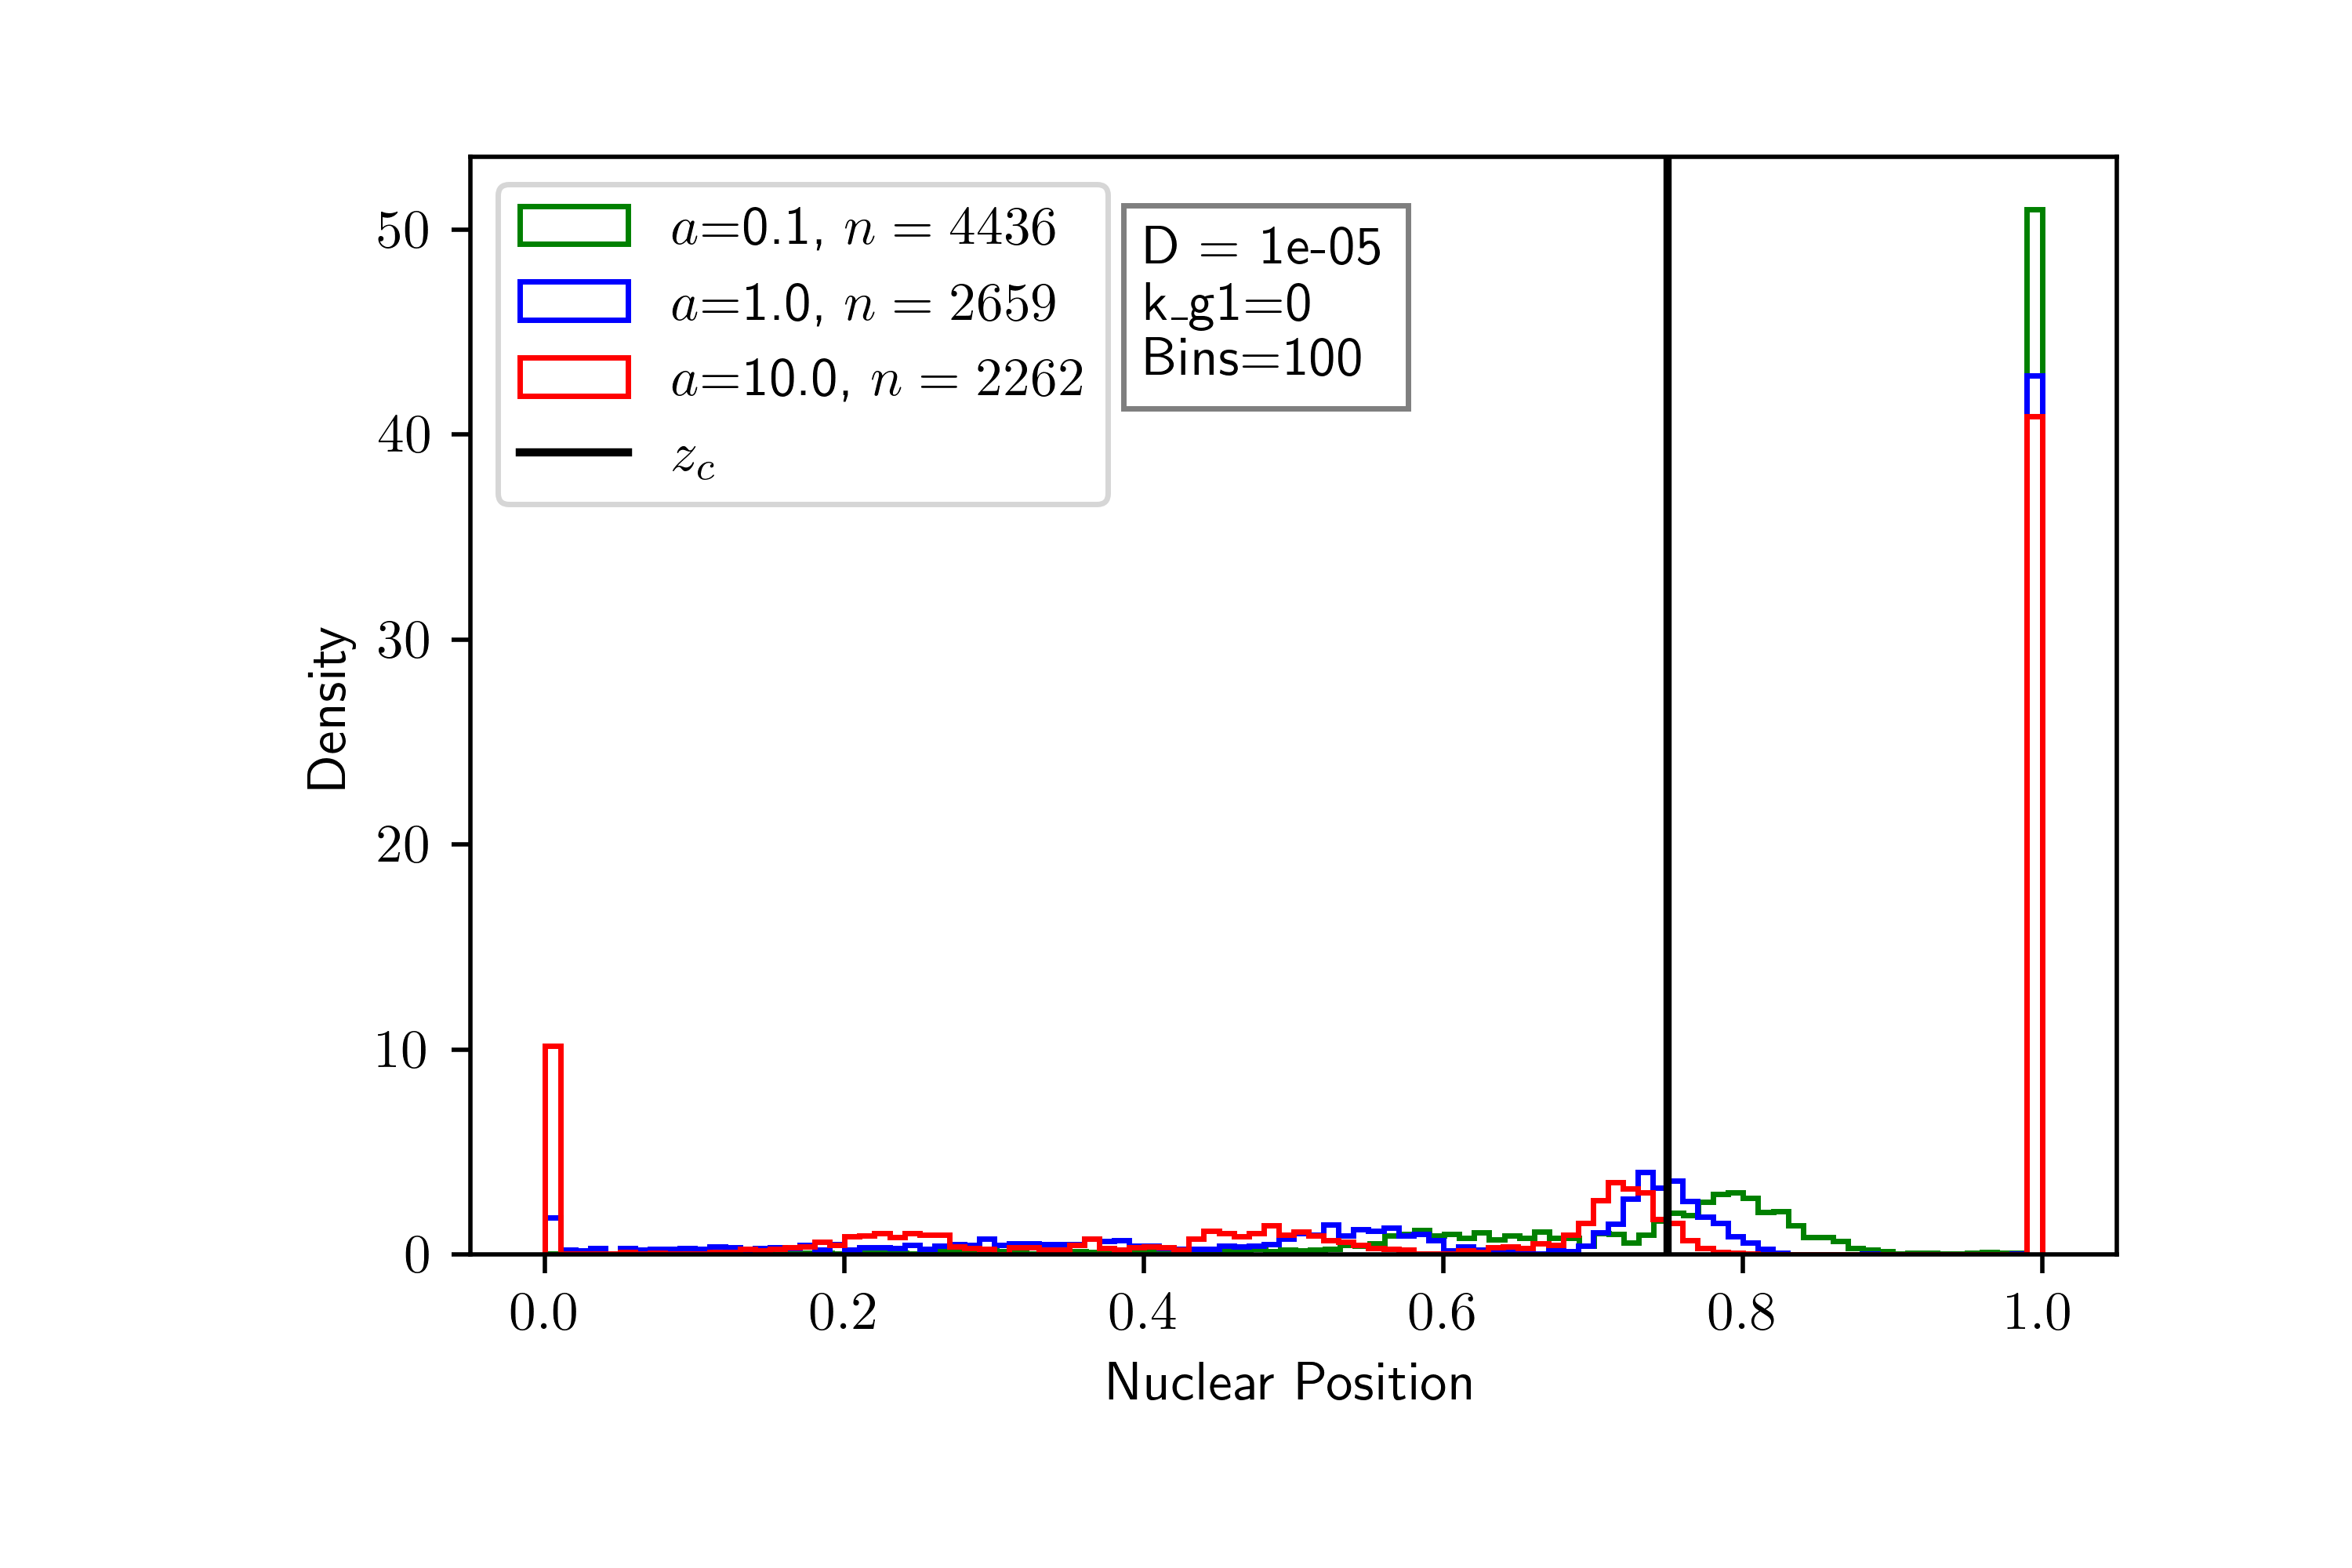 a=0.1, n = 4436
a=1.0, n = 2659
a=10.0, n = 2262
z_c
D = 1e-05
k_g1=0
Bins=100
50
40
30
20
10
0
Density
0.0 0.2 0.4 0.6 0.8 1.0
Nuclear Position